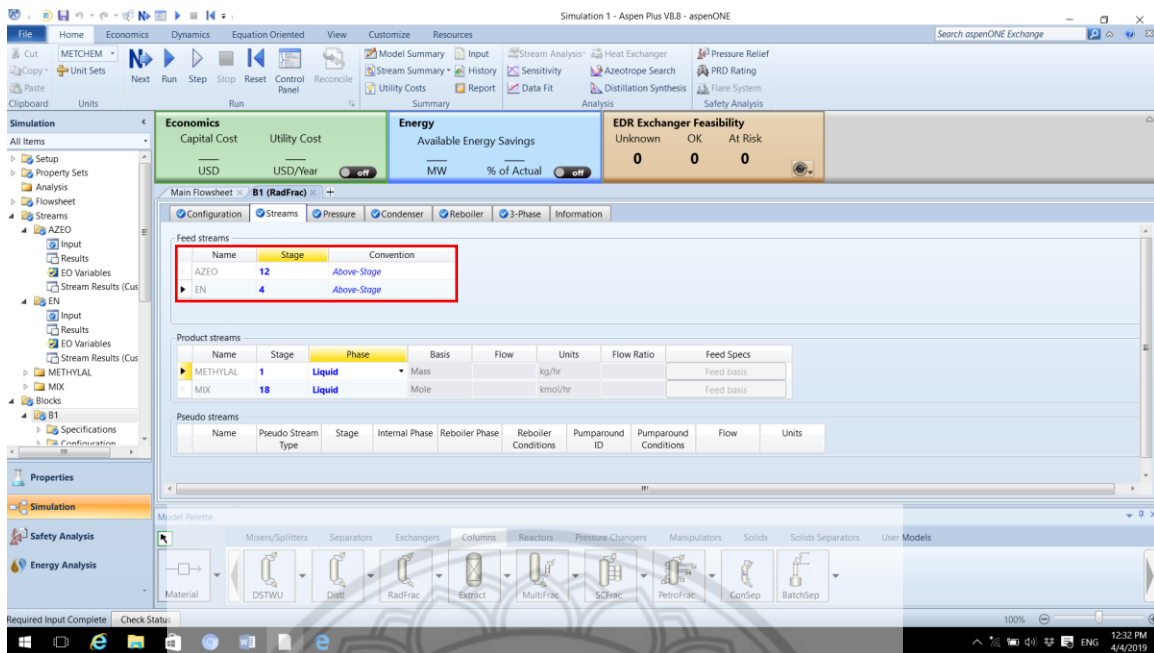 Simulation 1 - Aspen Plus V8.8 - aspenONE
File Home Economics Dynamics Equation Oriented View Customize Resources Search aspenONE Exchange
Cut METCHEM Model Summary Input Stream Analysis Heat Exchanger Pressure Relief
Copy Unit Sets Next Run Step Stop Reset Control Panel Reconcile Stream Summary History Sensitivity Azeotrope Search PRD Rating
Paste Utility Costs Report Data Fit Distillation Synthesis Flare System
Clipboard Units Run Summary Analysis Safety Analysis
Simulation
All Items
Setup
Property Sets
Analysis
Flowsheet
Streams
AZEO
Input
Results
EO Variables
Stream Results (Cus
EN
Input
Results
EO Variables
Stream Results (Cus
METHYLAL
MIX
Blocks
B1
Specifications
Configuration
Properties
Simulation
Safety Analysis
Energy Analysis
Economics Energy EDR Exchanger Feasibility
Capital Cost Utility Cost Available Energy Savings Unknown OK At Risk
USD USD/Year off MW % of Actual off 0 0 0
Main Flowsheet B1 (RadFrac) +
Configuration Streams Pressure Condenser Reboiler 3-Phase Information
Feed streams
Name Stage Convention
AZEO 12 Above-Stage
EN 4 Above-Stage
Product streams
Name Stage Phase Basis Flow Units Flow Ratio Feed Specs
METHYLAL 1 Liquid Mass kg/hr Feed basis
MIX 18 Liquid Mole kmol/hr Feed basis
Pseudo streams
Name Pseudo Stream Type Stage Internal Phase Reboiler Phase Reboiler Conditions Pumparound ID Pumparound Conditions Flow Units
Model Palette
Mixers/Splitters Separators Exchangers Columns Reactors Pressure Changers Manipulators Solids Solids Separators User Models
Material DSTWU Distl RadFrac Extract MultiFrac SCFrac PetroFrac ConSep BatchSep
Required Input Complete Check Status 100%
ENG 12:32 PM
4/4/2019